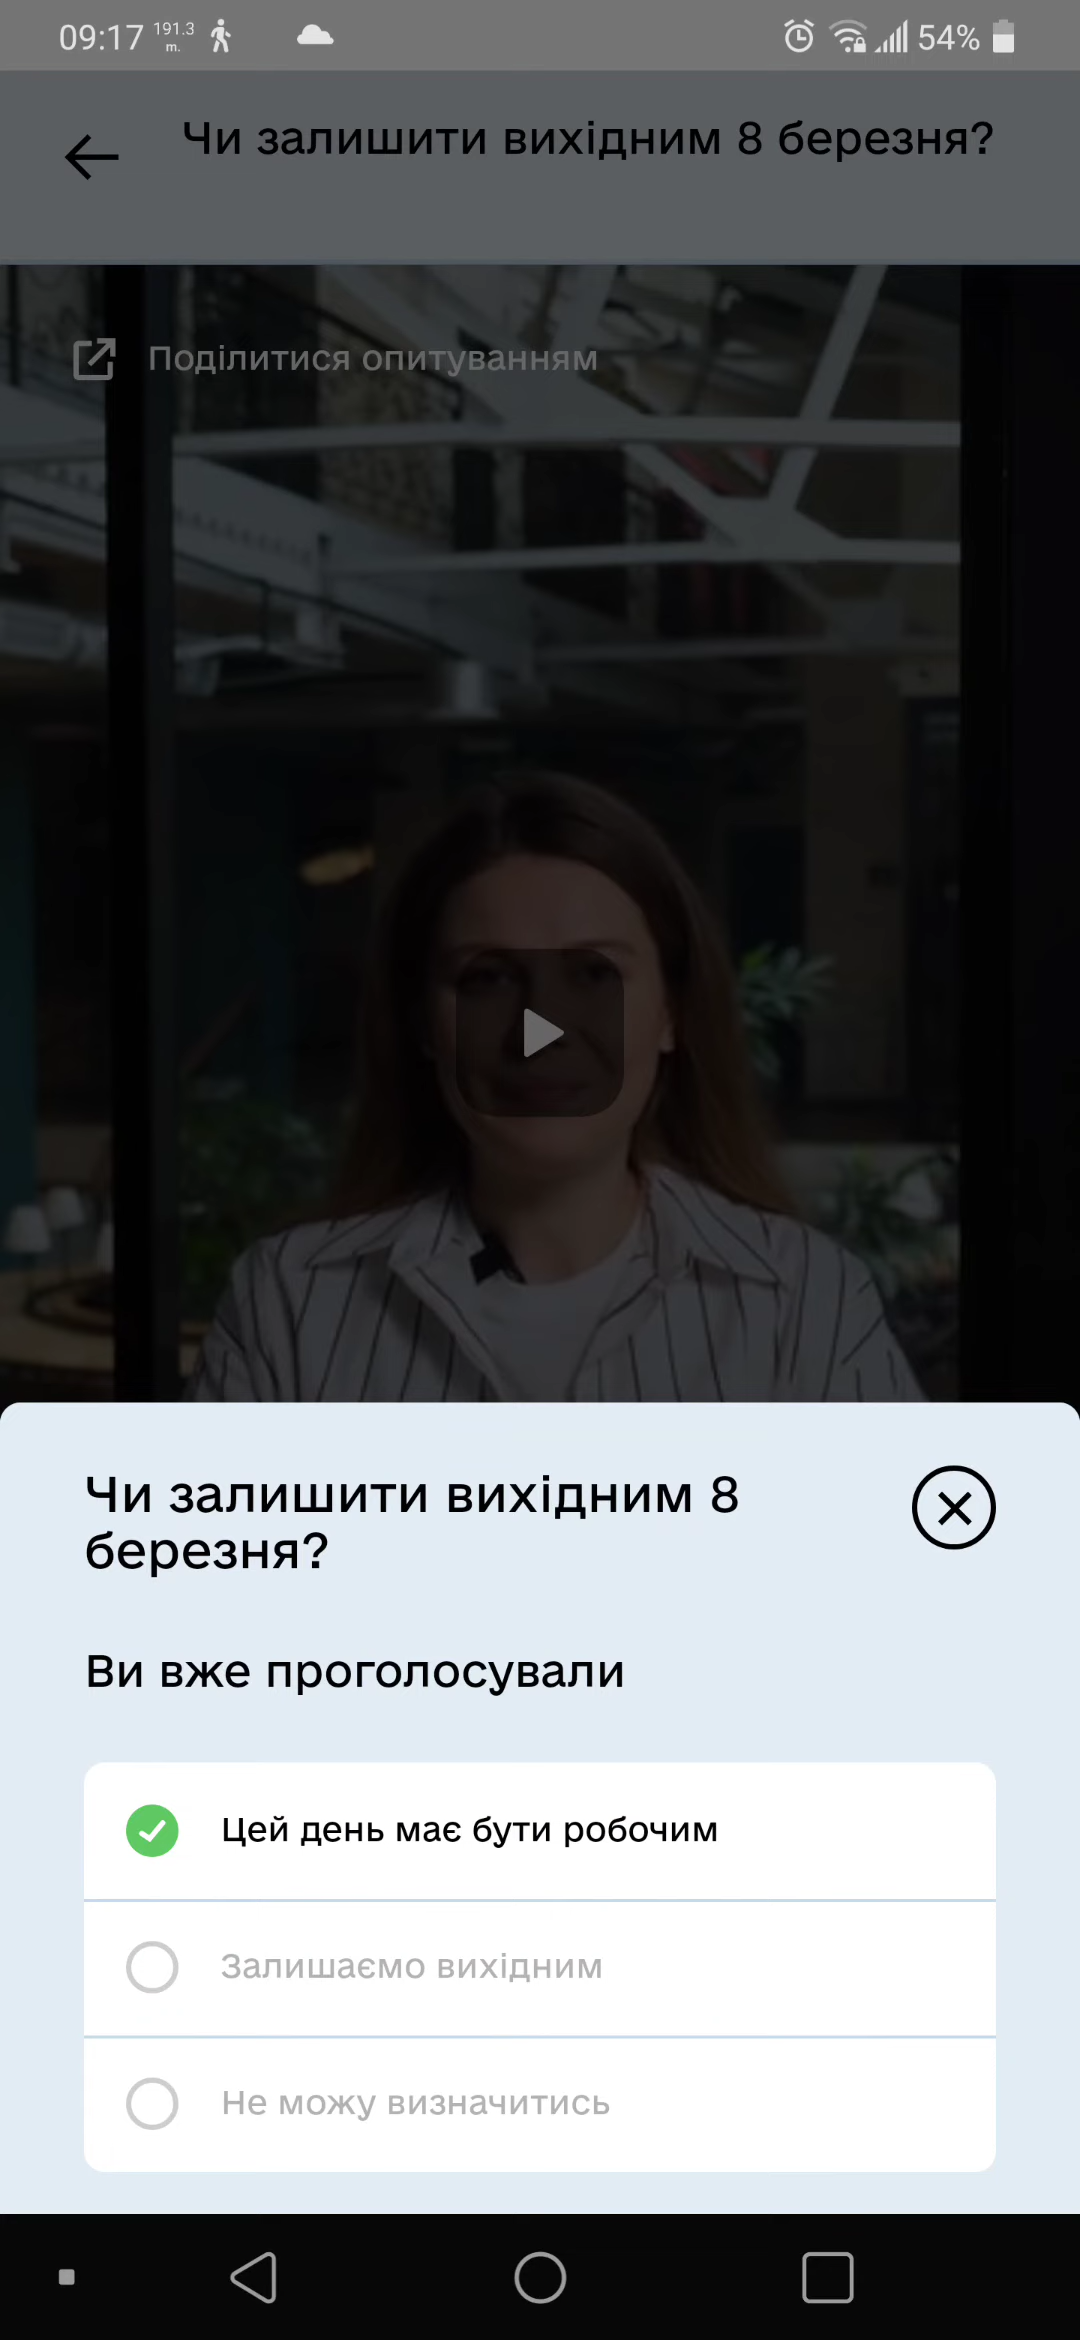 09:17 191.3 m. 54%
Чи залишити вихідним 8 березня?
Поділитися опитуванням
Чи залишити вихідним 8
березня?
Ви вже проголосували
Цей день має бути робочим
Залишаємо вихідним
Не можу визначитись